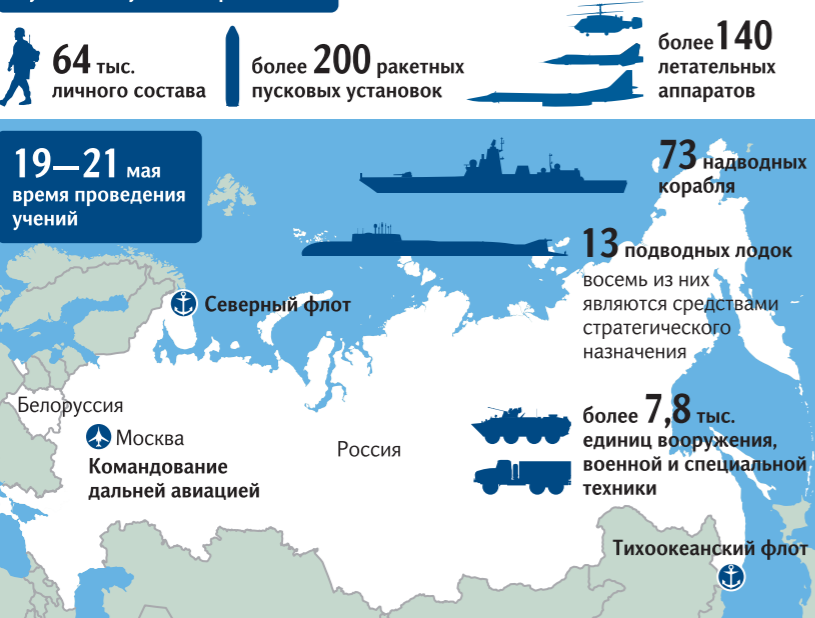 64 тыс.
личного состава
более 200 ракетных
пусковых установок
более 140
летательных
аппаратов
19—21 мая
время проведения
учений
73 надводных
корабля
13 подводных лодок
восемь из них
являются средствами
стратегического
назначения
Северный флот
Белоруссия
Москва
Командование
дальней авиацией
Россия
более 7,8 тыс.
единиц вооружения,
военной и специальной
техники
Тихоокеанский флот